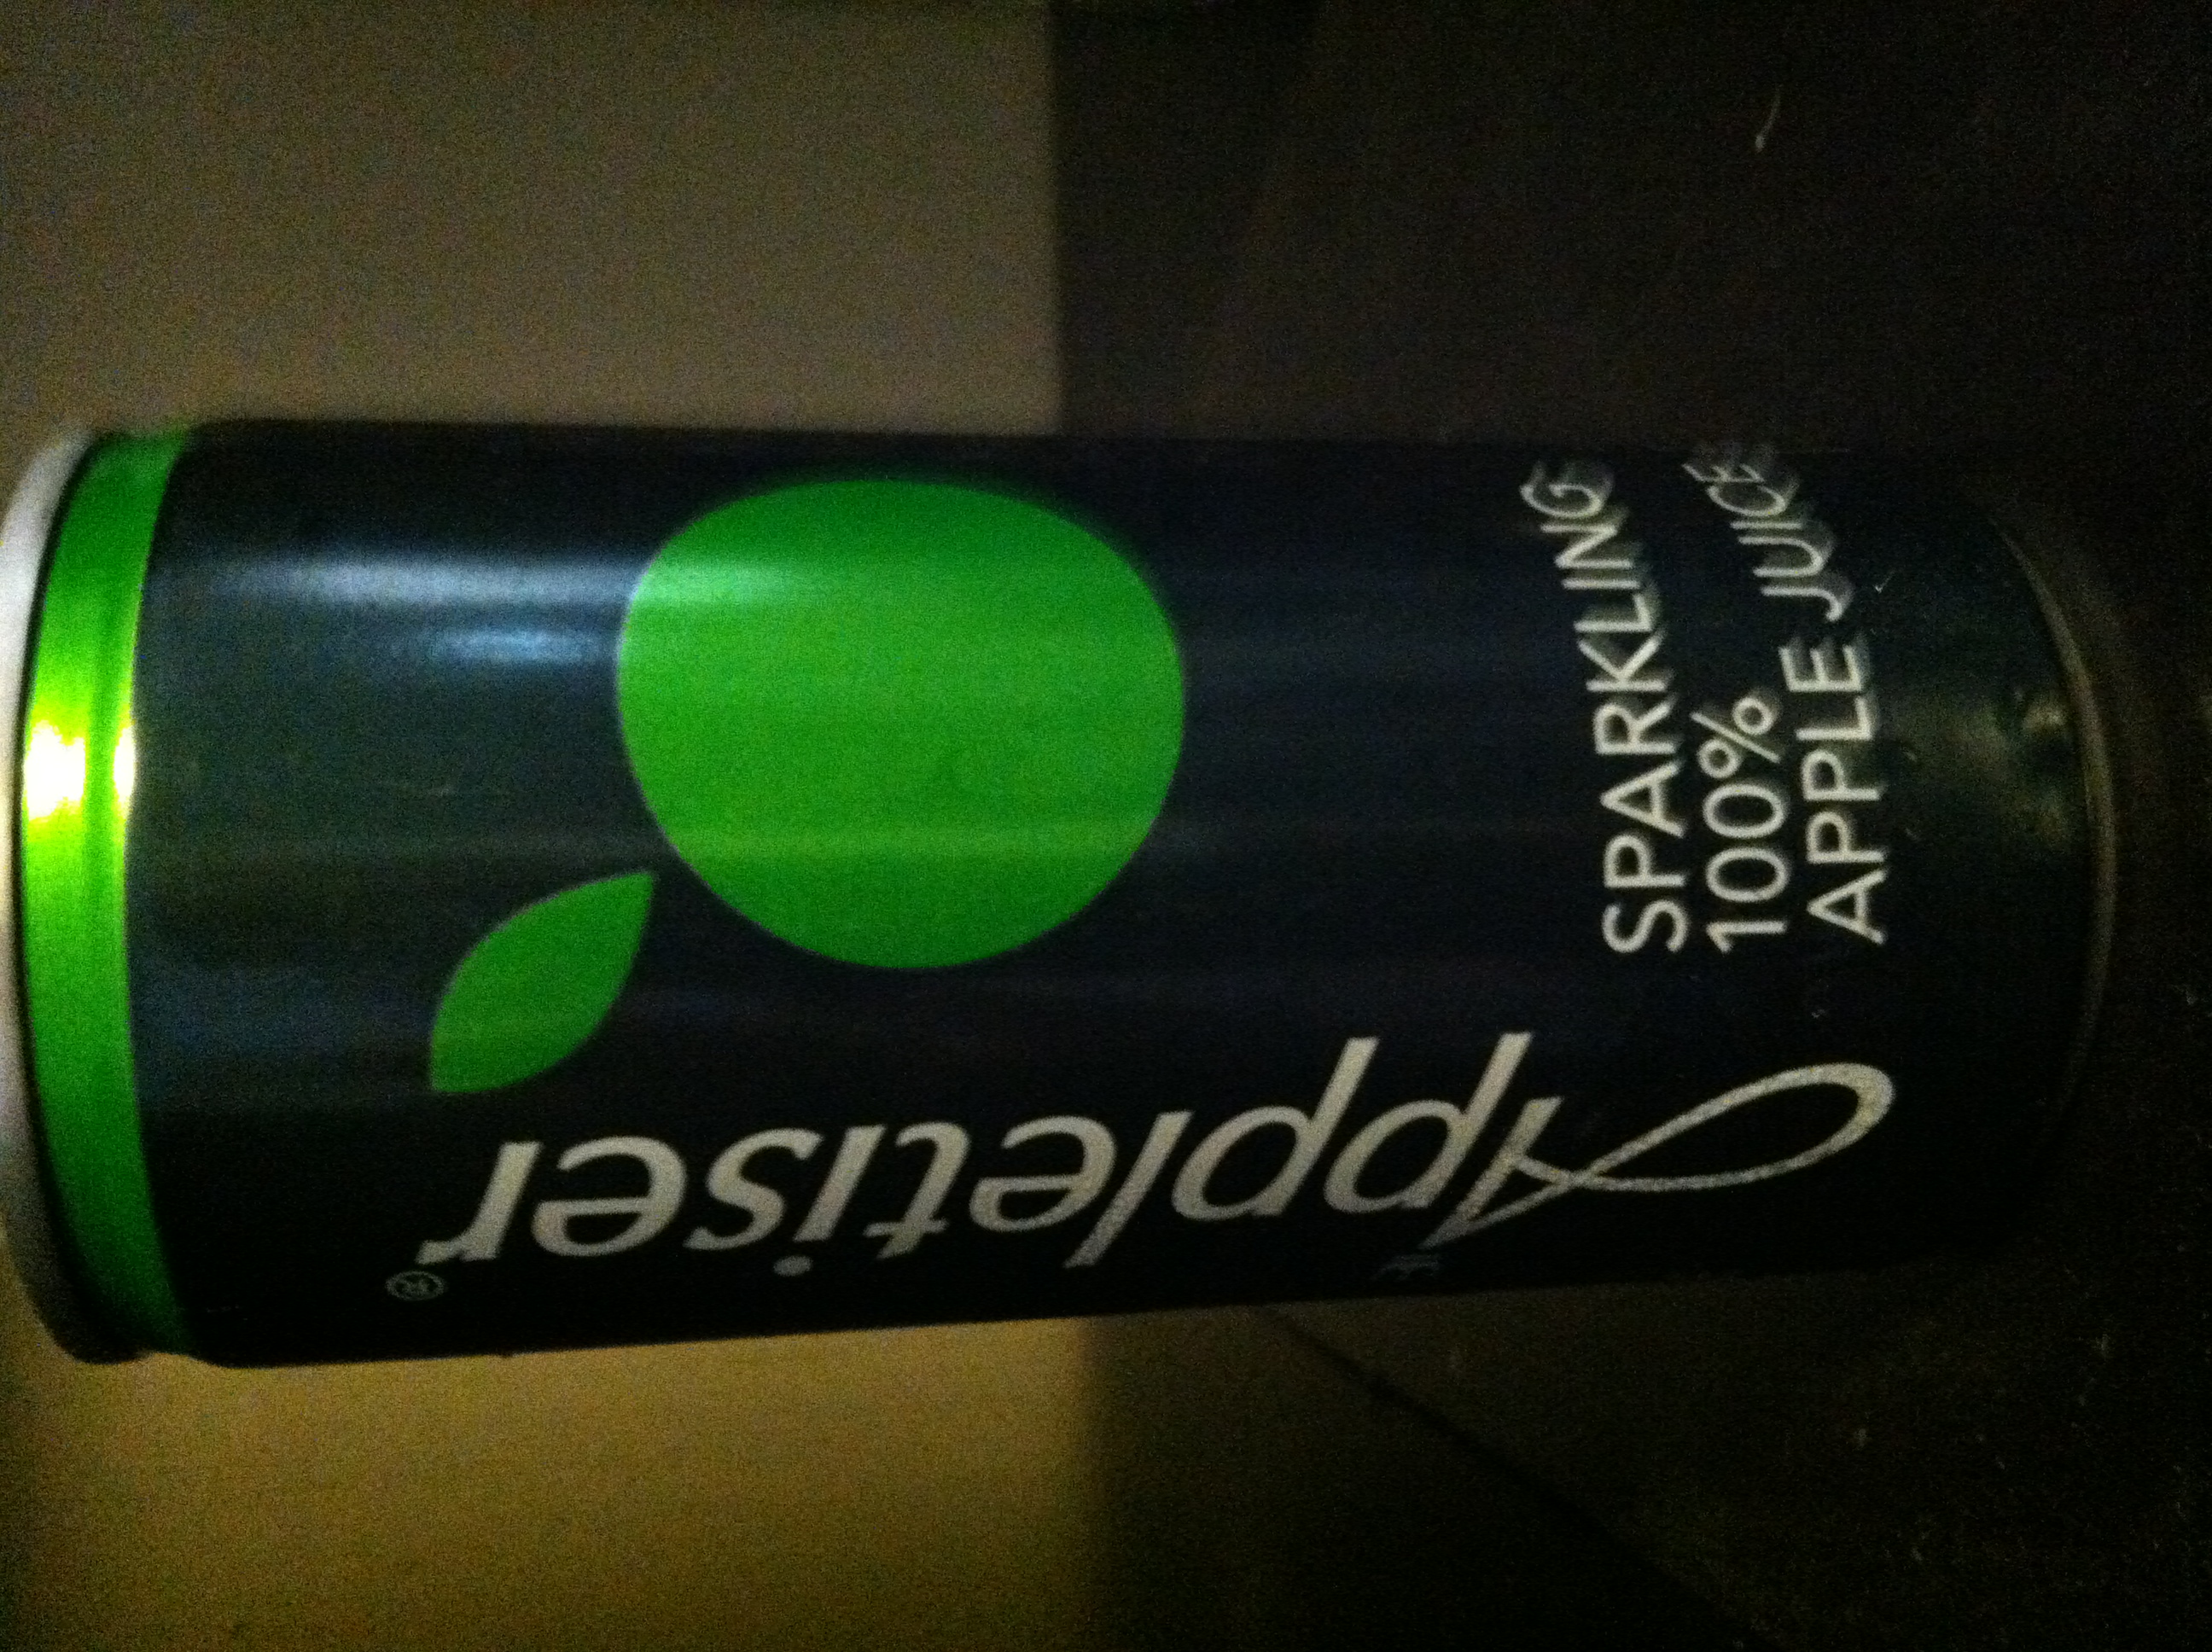 Appletiser®
SPARKLING
100%
APPLE JUICE